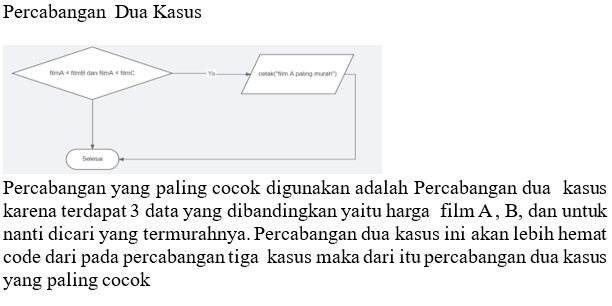 Percabangan Dua Kasus
filmA < filmB dan filmA < filmC
Ya
cetak("film A paling murah")
Selesai
Percabangan yang paling cocok digunakan adalah Percabangan dua kasus
karena terdapat 3 data yang dibandingkan yaitu harga film A , B, dan untuk
nanti dicari yang termurahnya. Percabangan dua kasus ini akan lebih hemat
code dari pada percabangan tiga kasus maka dari itu percabangan dua kasus
yang paling cocok